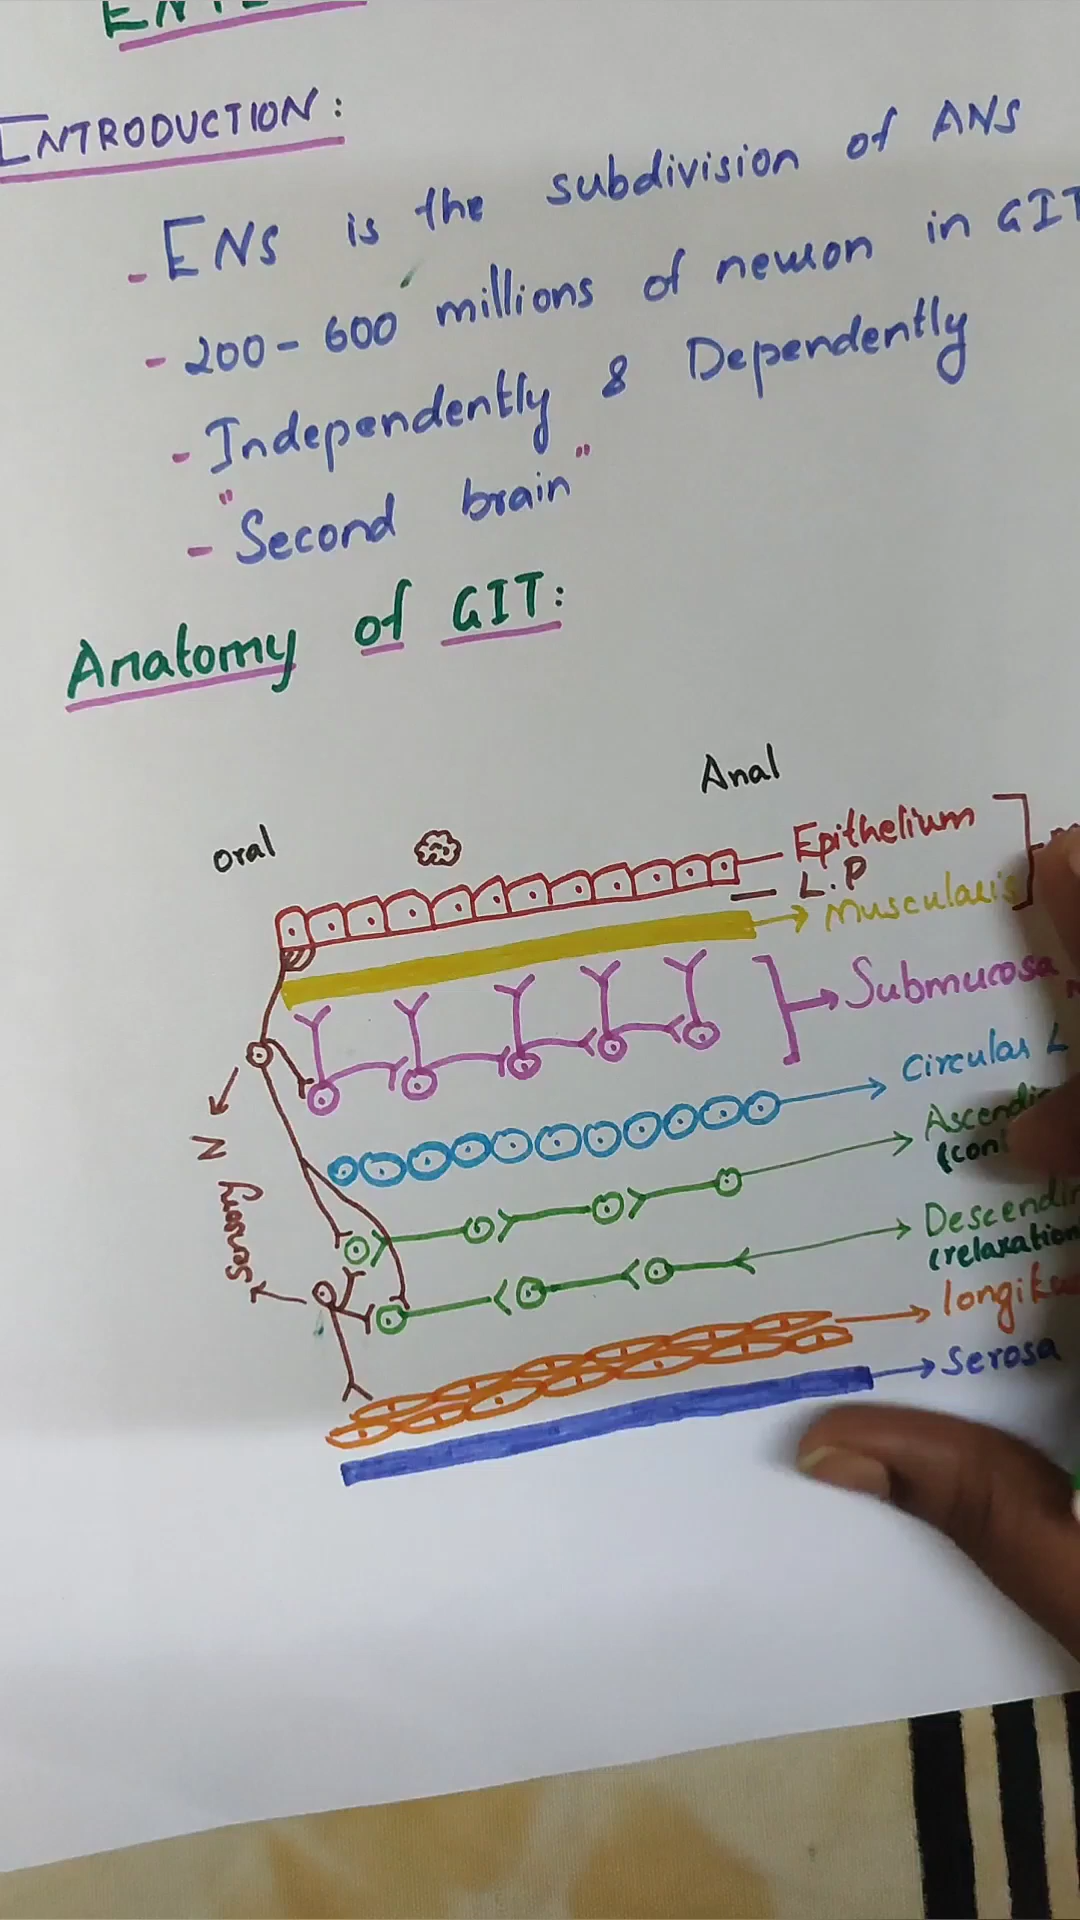 INTRODUCTION:
- ENS is the subdivision of ANS
- 200-600 millions of neuron in GIT
- Independently & Dependently
- "Second brain"
Anatomy of GIT:
Anal
oral
Epithelium
L.P
Muscularis
Submucosa
Circular L
Descendin
(relaxation
Serosa
Sensory N